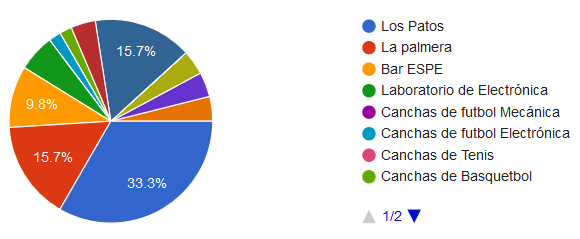 15.7%
9.8%
15.7%
33.3%
Los Patos
La palmera
Bar ESPE
Laboratorio de Electrónica
Canchas de futbol Mecánica
Canchas de futbol Electrónica
Canchas de Tenis
Canchas de Basquetbol
1/2